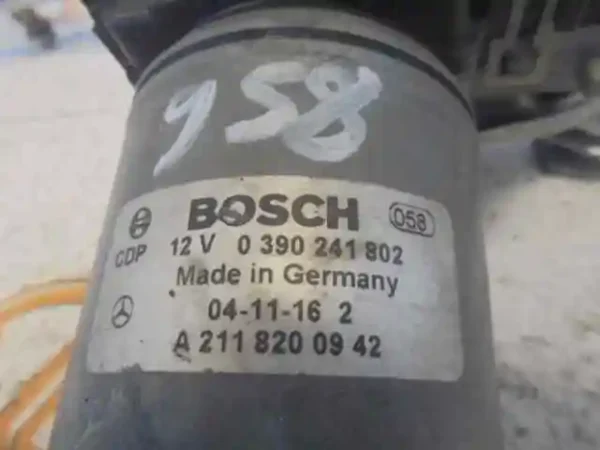 958
BOSCH 058
CDP 12 V 0 390 241 802
Made in Germany
04-11-16 2
A 211 820 09 42